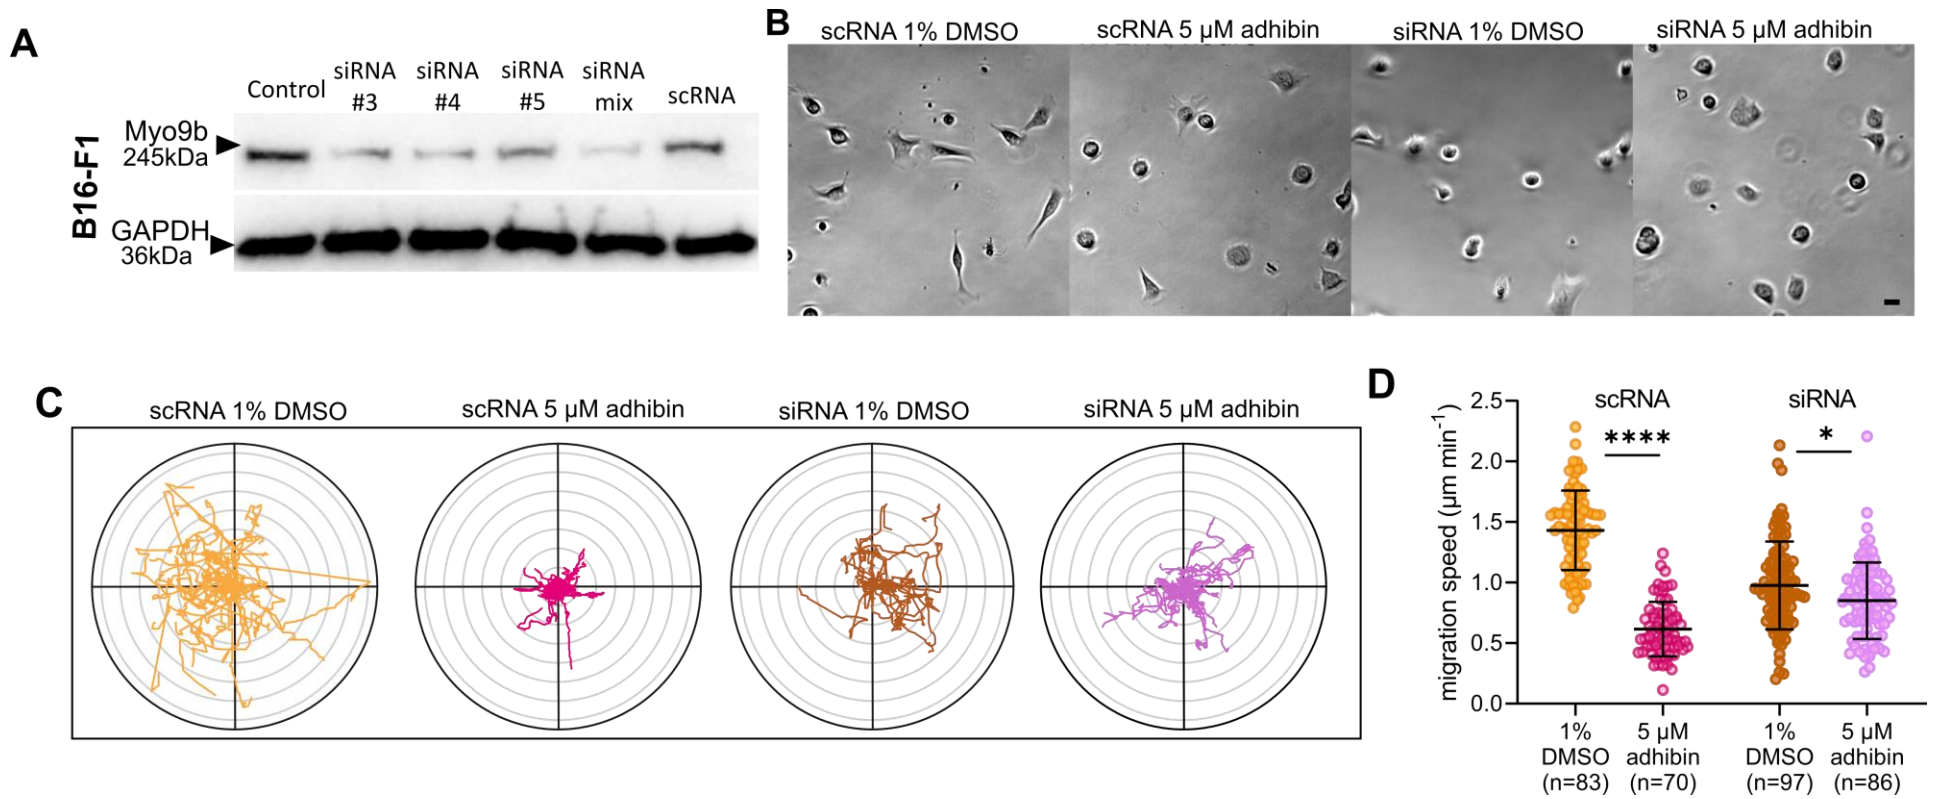 A
Control
siRNA
#3
siRNA
#4
siRNA
#5
siRNA
mix
scRNA
B16-F1
Myo9b
245kDa
GAPDH
36kDa
B
scRNA 1% DMSO
scRNA 5 µM adhibin
siRNA 1% DMSO
siRNA 5 µM adhibin
C
scRNA 1% DMSO
scRNA 5 µM adhibin
siRNA 1% DMSO
siRNA 5 µM adhibin
D
scRNA
siRNA
****
*
migration speed (µm min-1)
2.5
2.0
1.5
1.0
0.5
0.0
1%
DMSO
(n=83)
5 µM
adhibin
(n=70)
1%
DMSO
(n=97)
5 µM
adhibin
(n=86)